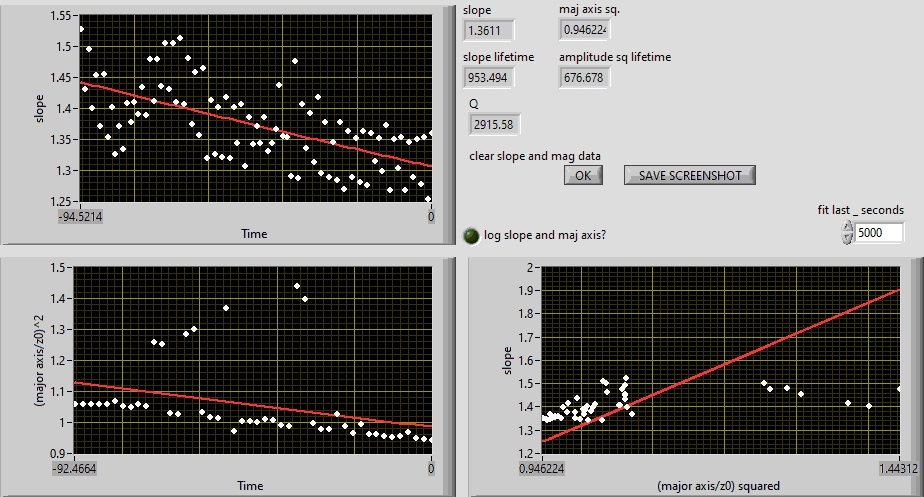 slope
maj axis sq.
1.3611
0.946224
slope lifetime
amplitude sq lifetime
953.494
676.678
Q
2915.58
clear slope and mag data
OK
SAVE SCREENSHOT
fit last _ seconds
5000
log slope and maj axis?
1.55
1.5
1.45
1.4
1.35
1.3
1.25
slope
-94.5214
0
Time
1.5
1.4
1.3
1.2
1.1
1
0.9
(major axis/z0)^2
-92.4664
0
Time
2
1.9
1.8
1.7
1.6
1.5
1.4
1.3
1.2
slope
0.946224
1.44312
(major axis/z0) squared